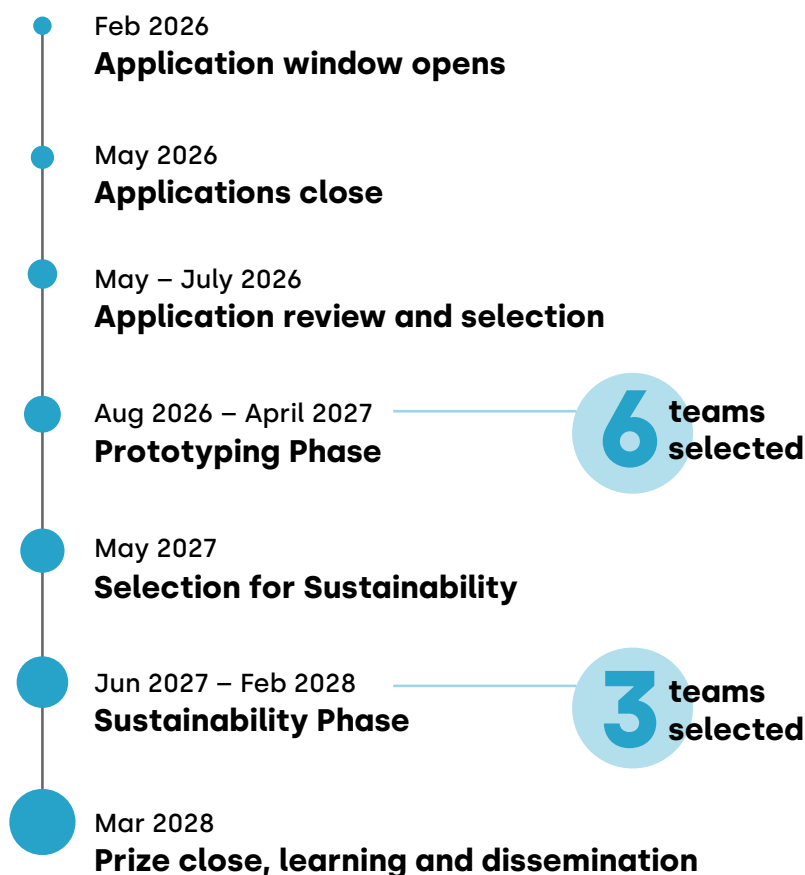 Feb 2026
Application window opens
May 2026
Applications close
May – July 2026
Application review and selection
Aug 2026 – April 2027
Prototyping Phase
6 teams
selected
May 2027
Selection for Sustainability
Jun 2027 – Feb 2028
Sustainability Phase
3 teams
selected
Mar 2028
Prize close, learning and dissemination